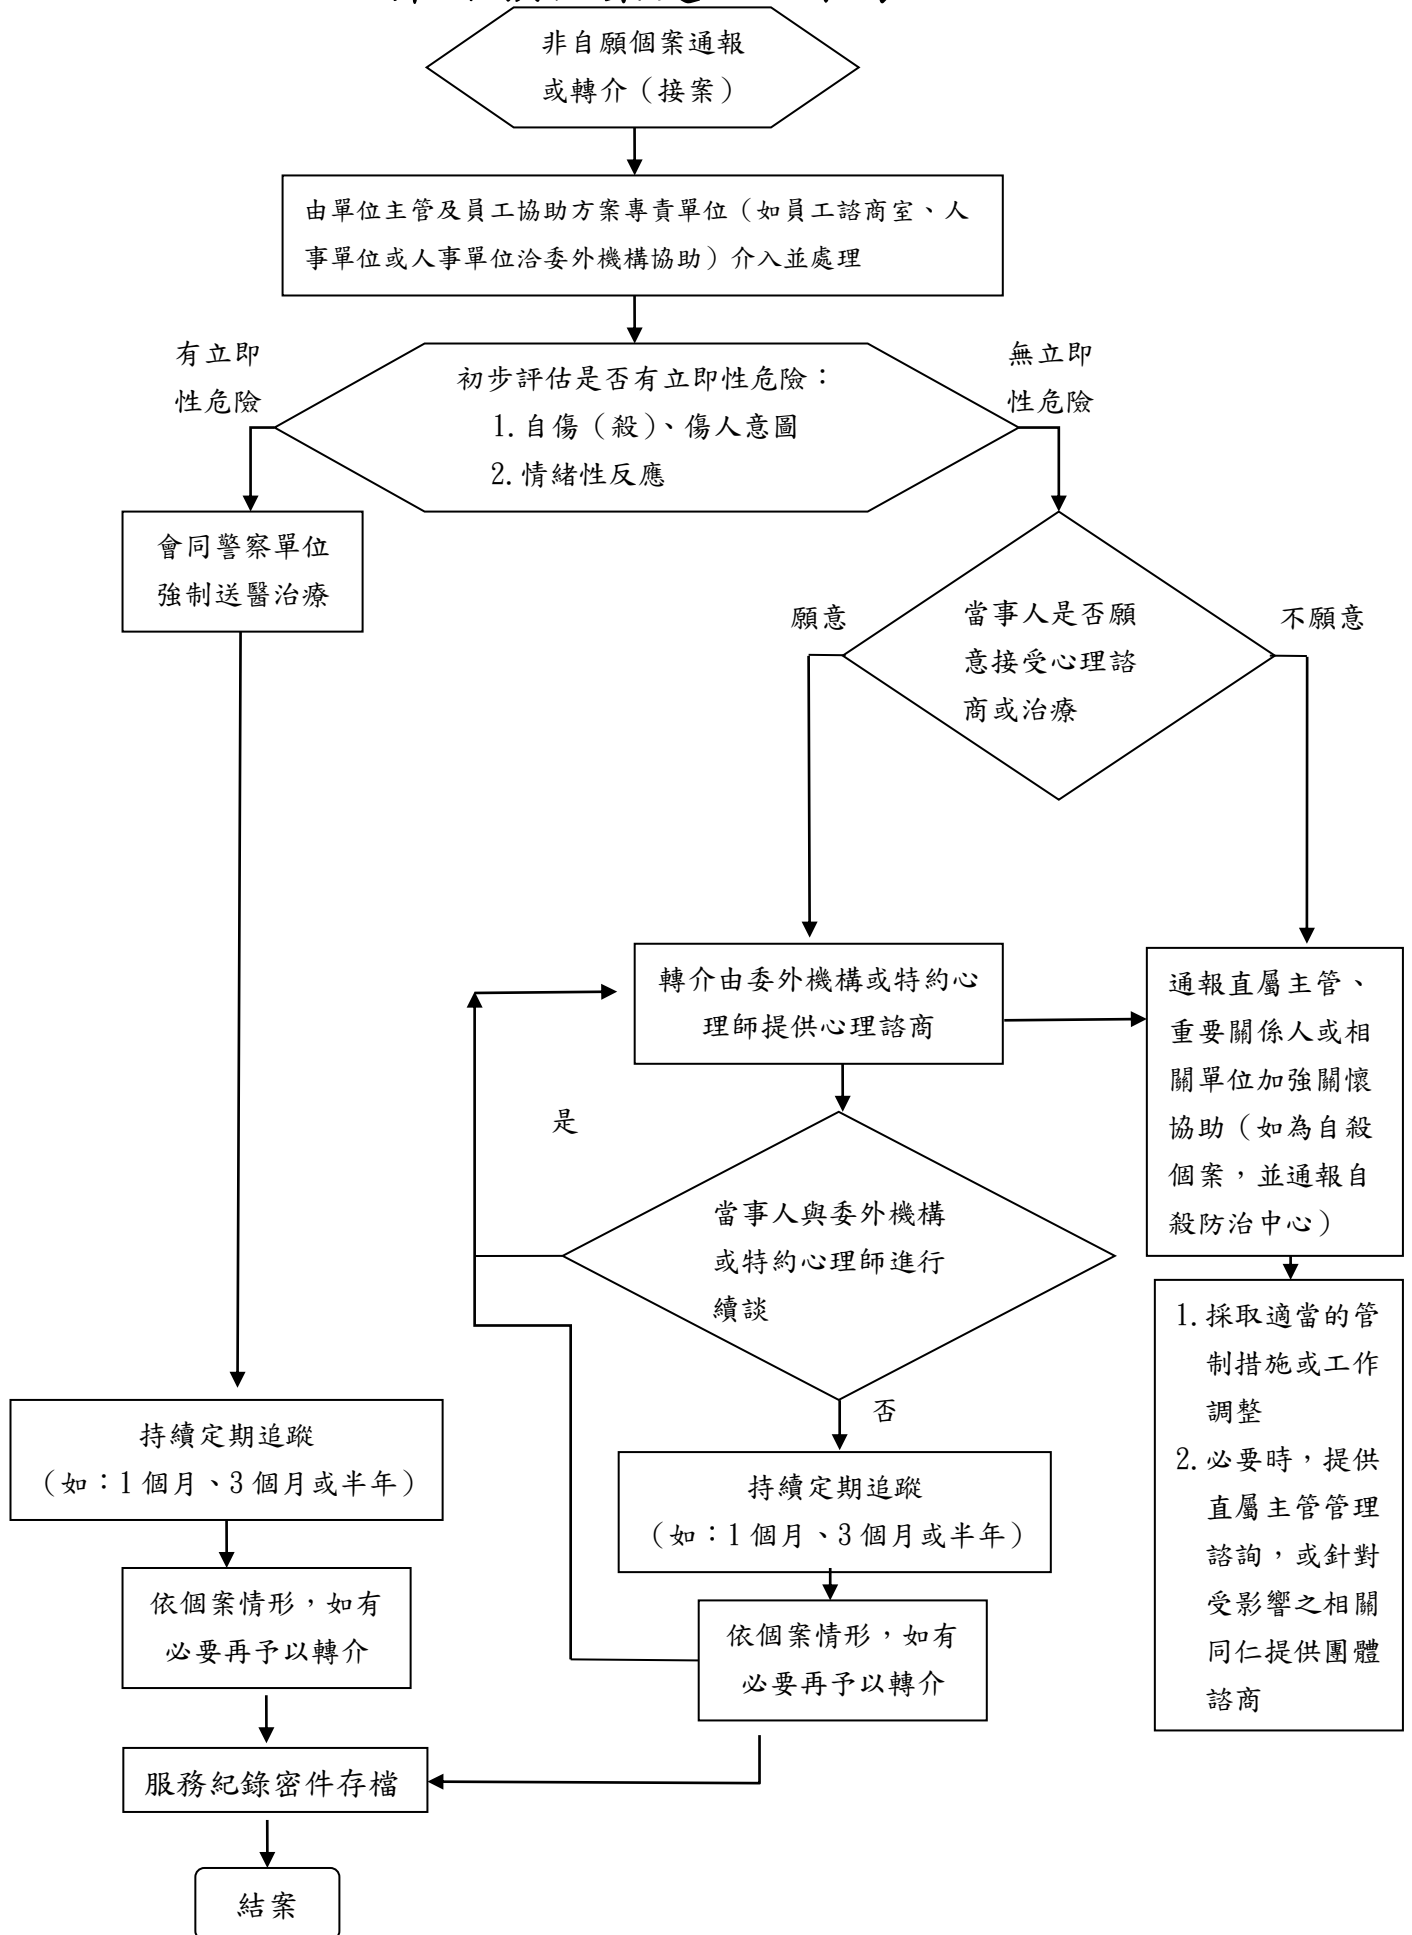 非自願個案通報
或轉介（接案）
由單位主管及員工協助方案專責單位（如員工諮商室、人
事單位或人事單位洽委外機構協助）介入並處理
有立即
性危險
初步評估是否有立即性危險：
1.自傷（殺）、傷人意圖
2.情緒性反應
無立即
性危險
會同警察單位
強制送醫治療
願意
當事人是否願
意接受心理諮
商或治療
不願意
轉介由委外機構或特約心
理師提供心理諮商
通報直屬主管、
重要關係人或相
關單位加強關懷
協助（如為自殺
個案，並通報自
殺防治中心）
是
當事人與委外機構
或特約心理師進行
續談
否
1.採取適當的管
制措施或工作
調整
2.必要時，提供
直屬主管管理
諮詢，或針對
受影響之相關
同仁提供團體
諮商
持續定期追蹤
（如：1個月、3個月或半年）
持續定期追蹤
（如：1個月、3個月或半年）
依個案情形，如有
必要再予以轉介
依個案情形，如有
必要再予以轉介
服務紀錄密件存檔
結案